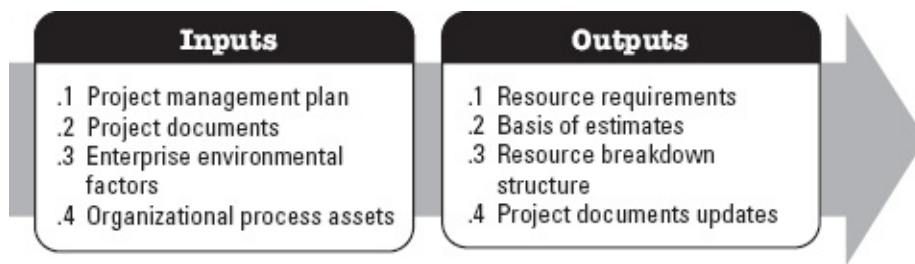 Inputs
.1 Project management plan
.2 Project documents
.3 Enterprise environmental
factors
.4 Organizational process assets
Outputs
.1 Resource requirements
.2 Basis of estimates
.3 Resource breakdown
structure
.4 Project documents updates